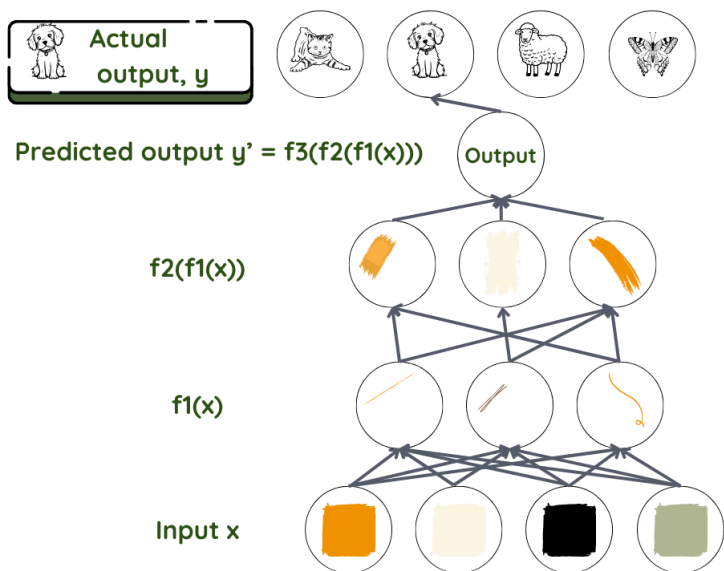 Actual
output, y
Predicted output y’ = f3(f2(f1(x)))
Output
f2(f1(x))
f1(x)
Input x